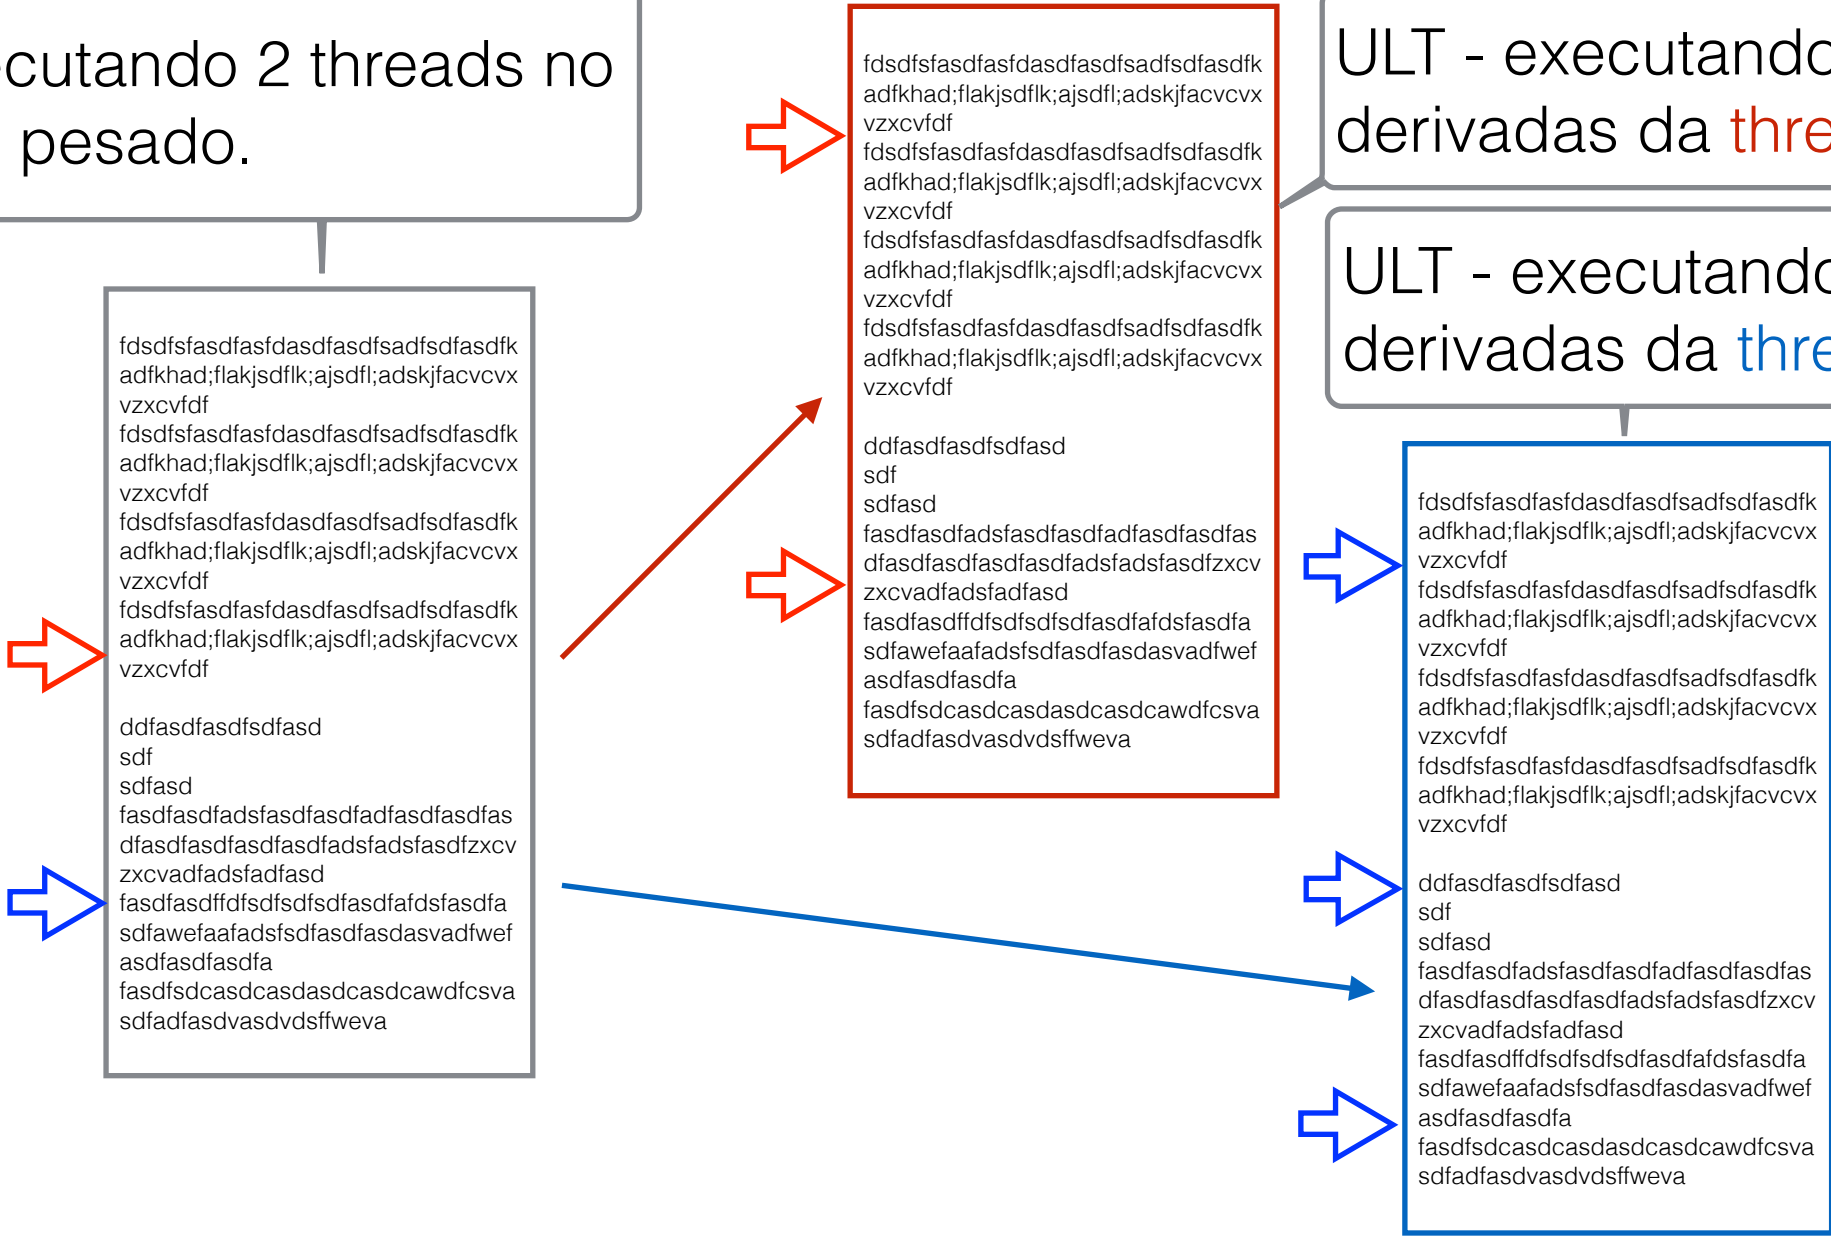 cutando 2 threads no
pesado.
fdsdfsfasdfasfdasdfasdfsadfsdfasdfk
adfkhad;flakjsdflk;ajsdfl;adskjfacvcvx
vzxcvfdf
fdsdfsfasdfasfdasdfasdfsadfsdfasdfk
adfkhad;flakjsdflk;ajsdfl;adskjfacvcvx
vzxcvfdf
fdsdfsfasdfasfdasdfasdfsadfsdfasdfk
adfkhad;flakjsdflk;ajsdfl;adskjfacvcvx
vzxcvfdf
fdsdfsfasdfasfdasdfasdfsadfsdfasdfk
adfkhad;flakjsdflk;ajsdfl;adskjfacvcvx
vzxcvfdf
ddfasdfasdfsdfasd
sdf
sdfasd
fasdfasdfadsfasdfasdfadfasdfasdfas
dfasdfasdfasdfasdfadsfadsfasdfzxcv
zxcvadfadsfadfasd
fasdfasdffdfsdfsdfsdfasdfafdsfasdfa
sdfawefaafadsfsdfasdfasdasvadfwef
asdfasdfasdfa
fasdfsdcasdcasdasdcasdcawdfcsva
sdfadfasdvasdvdsffweva
fdsdfsfasdfasfdasdfasdfsadfsdfasdfk
adfkhad;flakjsdflk;ajsdfl;adskjfacvcvx
vzxcvfdf
fdsdfsfasdfasfdasdfasdfsadfsdfasdfk
adfkhad;flakjsdflk;ajsdfl;adskjfacvcvx
vzxcvfdf
fdsdfsfasdfasfdasdfasdfsadfsdfasdfk
adfkhad;flakjsdflk;ajsdfl;adskjfacvcvx
vzxcvfdf
fdsdfsfasdfasfdasdfasdfsadfsdfasdfk
adfkhad;flakjsdflk;ajsdfl;adskjfacvcvx
vzxcvfdf
ddfasdfasdfsdfasd
sdf
sdfasd
fasdfasdfadsfasdfasdfadfasdfasdfas
dfasdfasdfasdfasdfadsfadsfasdfzxcv
zxcvadfadsfadfasd
fasdfasdffdfsdfsdfsdfasdfafdsfasdfa
sdfawefaafadsfsdfasdfasdasvadfwef
asdfasdfasdfa
fasdfsdcasdcasdasdcasdcawdfcsva
sdfadfasdvasdvdsffweva
ULT - executando
derivadas da thre
ULT - executando
derivadas da thre
fdsdfsfasdfasfdasdfasdfsadfsdfasdfk
adfkhad;flakjsdflk;ajsdfl;adskjfacvcvx
vzxcvfdf
fdsdfsfasdfasfdasdfasdfsadfsdfasdfk
adfkhad;flakjsdflk;ajsdfl;adskjfacvcvx
vzxcvfdf
fdsdfsfasdfasfdasdfasdfsadfsdfasdfk
adfkhad;flakjsdflk;ajsdfl;adskjfacvcvx
vzxcvfdf
fdsdfsfasdfasfdasdfasdfsadfsdfasdfk
adfkhad;flakjsdflk;ajsdfl;adskjfacvcvx
vzxcvfdf
ddfasdfasdfsdfasd
sdf
sdfasd
fasdfasdfadsfasdfasdfadfasdfasdfas
dfasdfasdfasdfasdfadsfadsfasdfzxcv
zxcvadfadsfadfasd
fasdfasdffdfsdfsdfsdfasdfafdsfasdfa
sdfawefaafadsfsdfasdfasdasvadfwef
asdfasdfasdfa
fasdfsdcasdcasdasdcasdcawdfcsva
sdfadfasdvasdvdsffweva